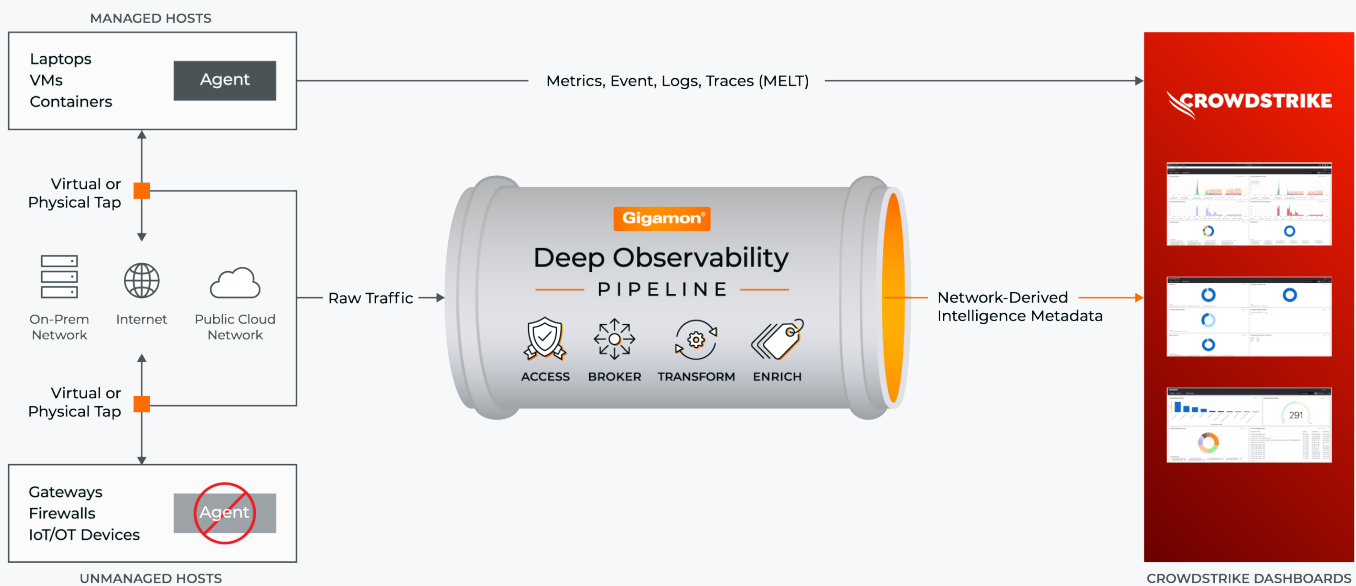 MANAGED HOSTS
Laptops
VMs
Containers
Agent
Metrics, Event, Logs, Traces (MELT)
CROWDSTRIKE
Virtual or
Physical Tap
On-Prem
Network
Internet
Public Cloud
Network
Raw Traffic
Gigamon®
Deep Observability
PIPELINE
ACCESS
BROKER
TRANSFORM
ENRICH
Network-Derived
Intelligence Metadata
Virtual or
Physical Tap
291
Gateways
Firewalls
IoT/OT Devices
Agent
UNMANAGED HOSTS
CROWDSTRIKE DASHBOARDS